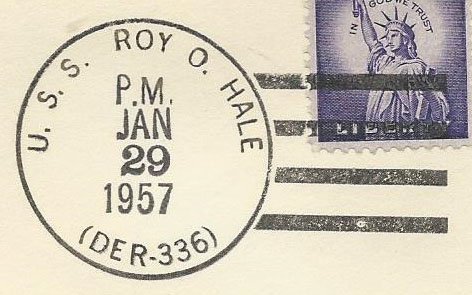 U. S. S. ROY O. HALE
P.M.
JAN
29
1957
(DER-336)
IN GOD WE TRUST
LIBERTY